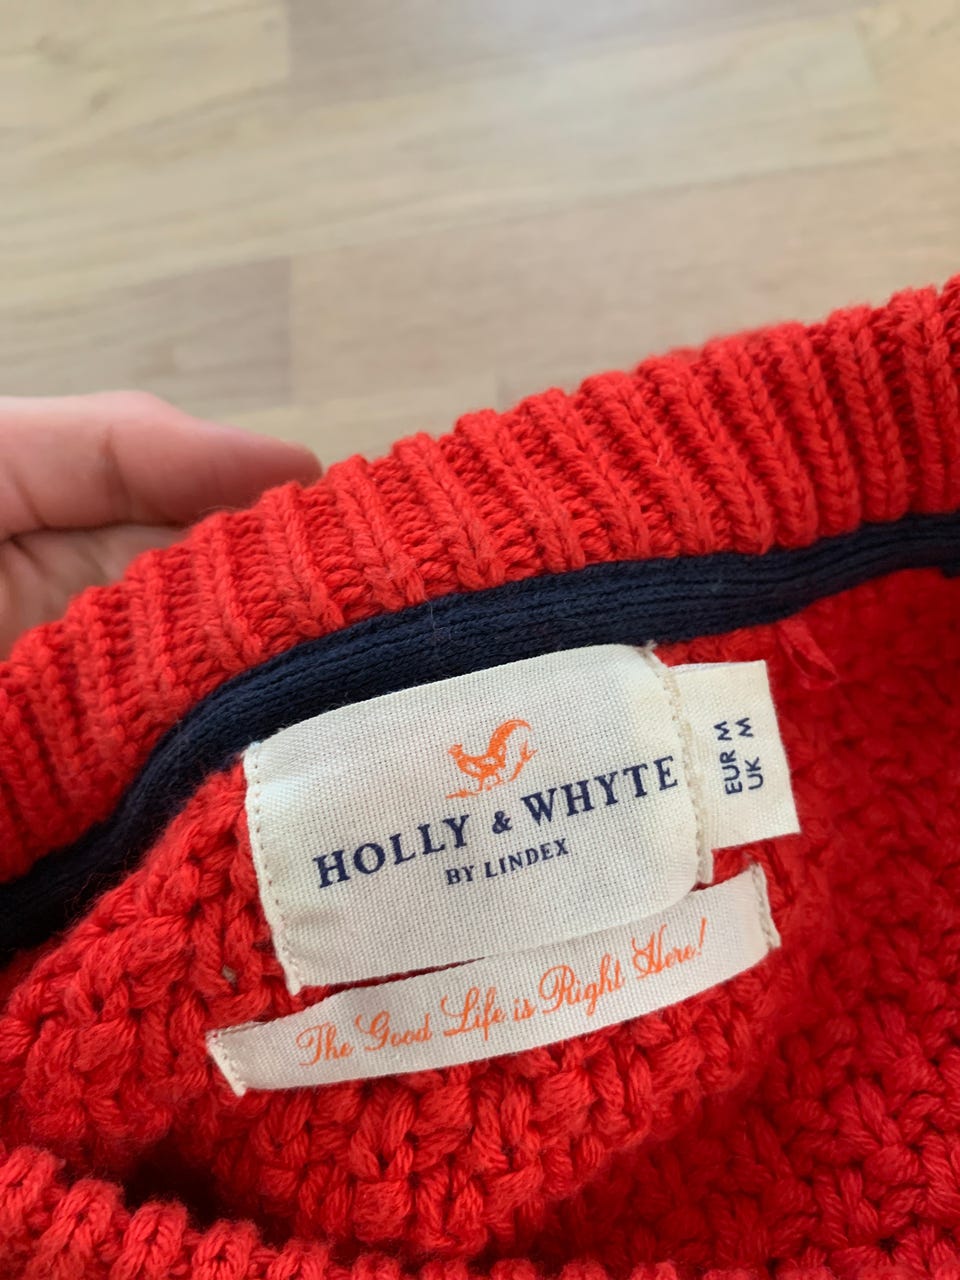 HOLLY & WHYTE
BY LINDEX
EUR M
UK M
The Good Life is Right Here!